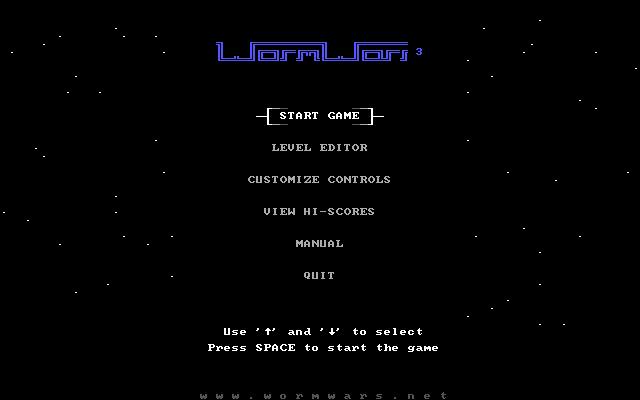 WormWars 3
START GAME
LEVEL EDITOR
CUSTOMIZE CONTROLS
VIEW HI-SCORES
MANUAL
QUIT
Use '↑' and '↓' to select
Press SPACE to start the game
www.wormwars.net